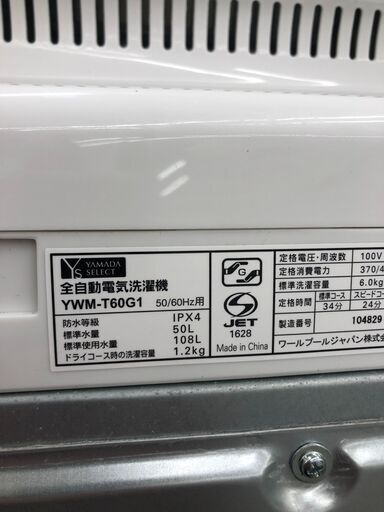 YS YAMADA SELECT
全自動電気洗濯機
YWM-T60G1 50/60Hz用
防水等級 IPX4
標準水量 50L
標準使用水量 108L
ドライコース時の洗濯容量 1.2kg
G
JET
1628
Made in China
定格電圧・周波数 100V
定格消費電力 370/4
標準洗濯容量 6.0kg
定格時間 標準コース スピードコー
34分 24分
製造番号 104829
ワールプールジャパン株式会